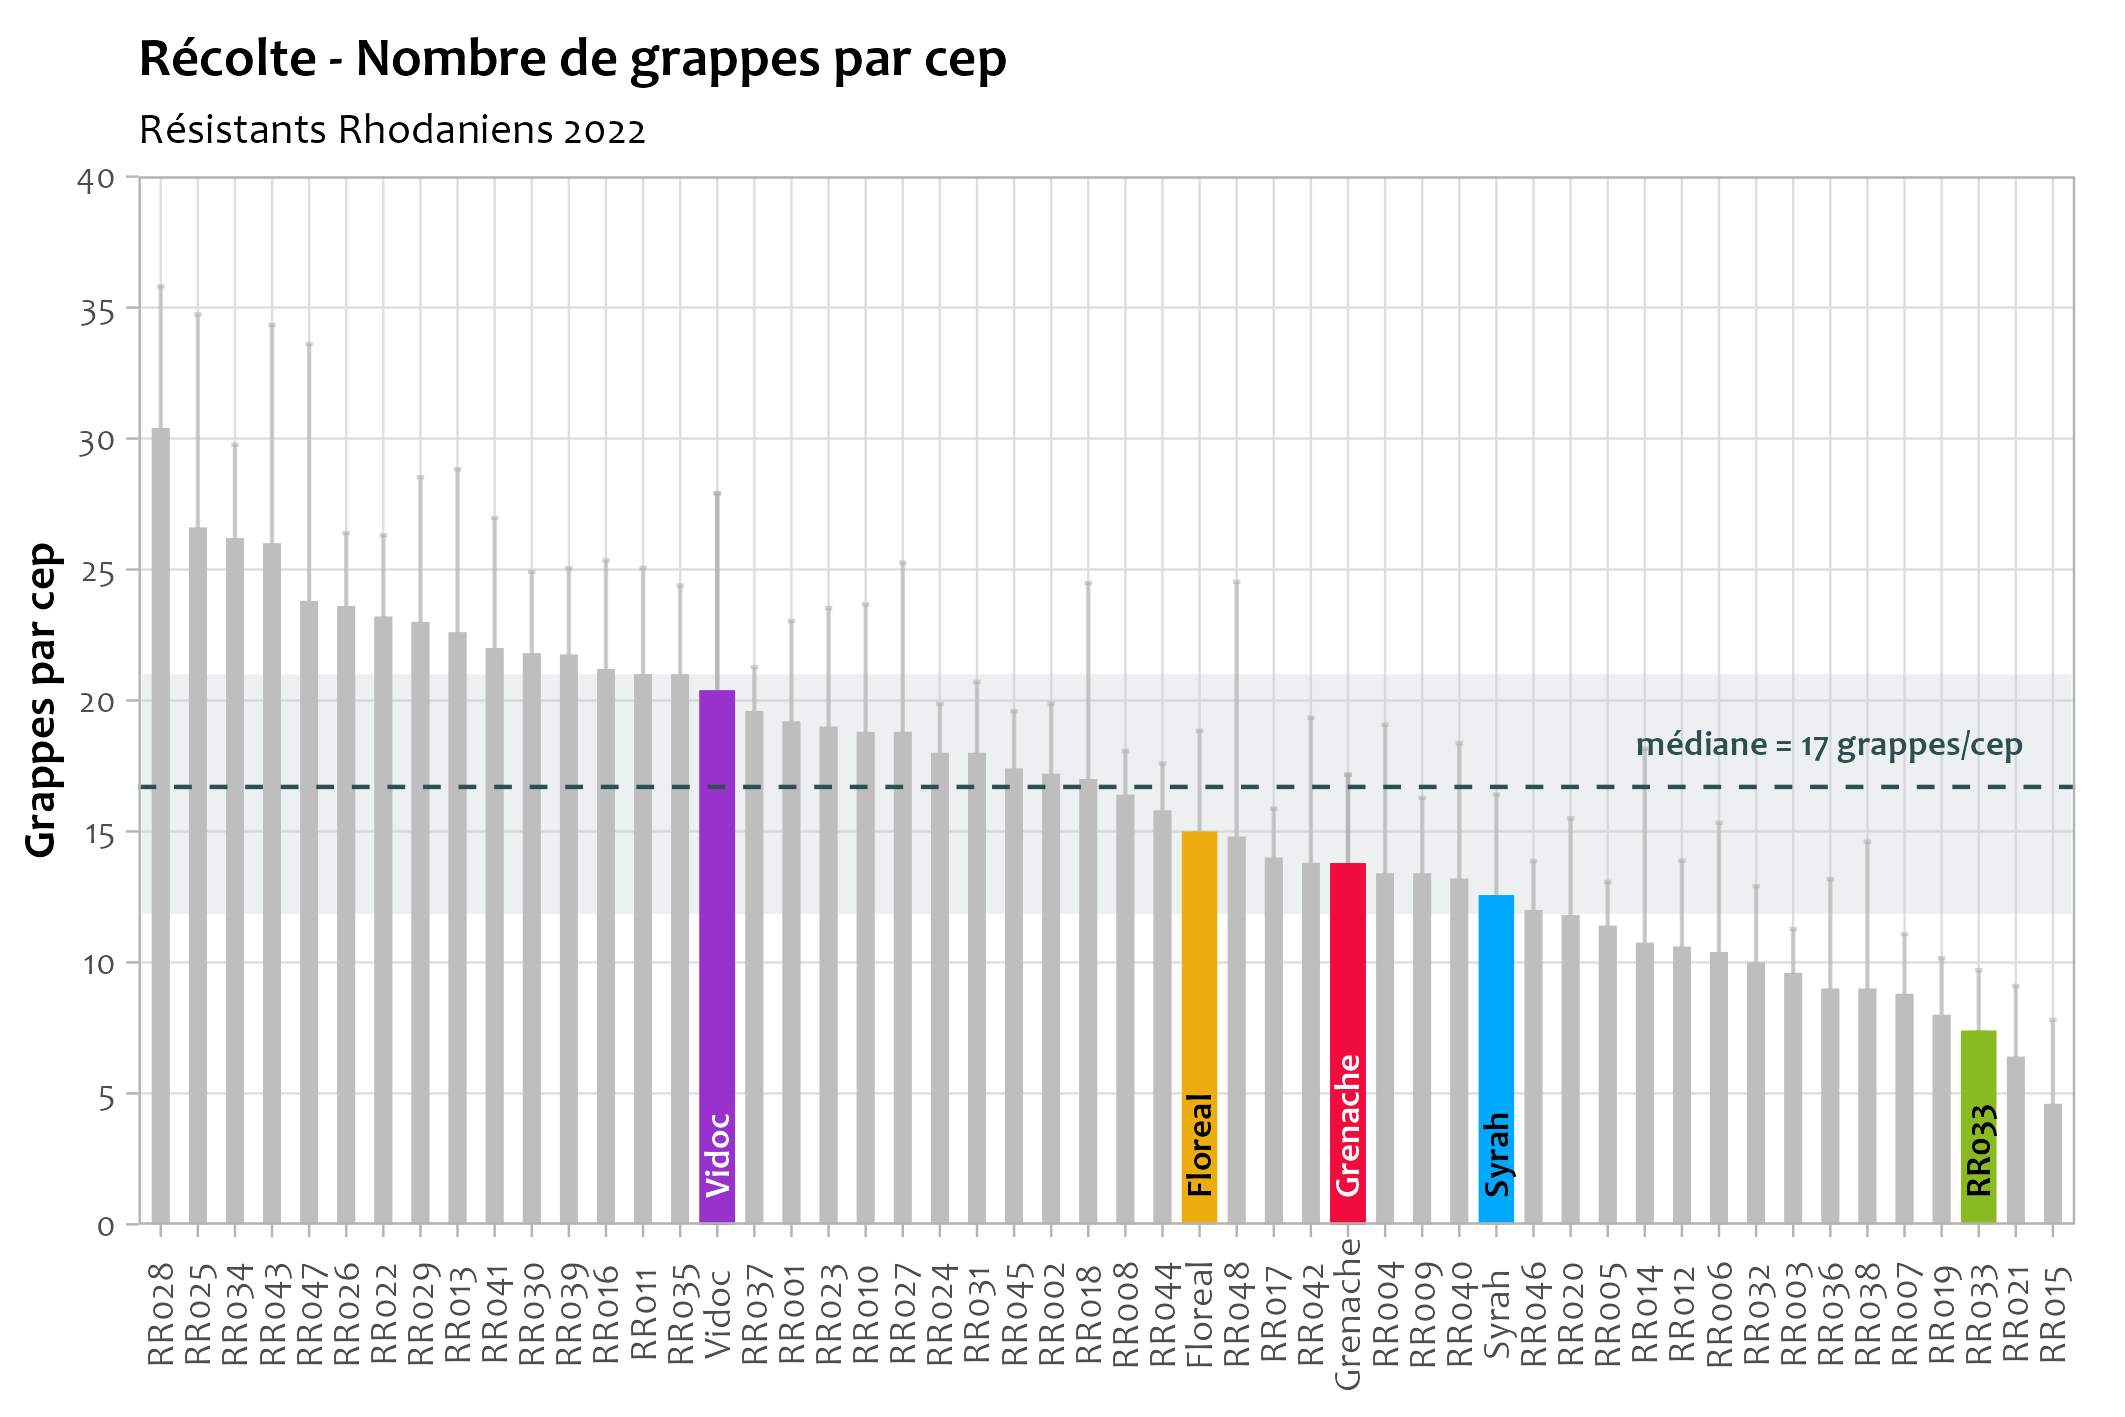 Récolte - Nombre de grappes par cep
Résistants Rhodaniens 2022
Grappes par cep
40
35
30
25
20
15
10
5
0
médiane = 17 grappes/cep
Vidoc
Floreal
Grenache
Syrah
RR033
RR028
RR025
RR034
RR043
RR047
RR026
RR022
RR029
RR013
RR041
RR030
RR039
RR016
RR011
RR035
Vidoc
RR037
RR001
RR023
RR010
RR027
RR024
RR031
RR045
RR002
RR018
RR008
RR044
Floreal
RR048
RR017
RR042
Grenache
RR004
RR009
RR040
Syrah
RR046
RR020
RR005
RR014
RR012
RR006
RR032
RR003
RR036
RR038
RR007
RR019
RR033
RR021
RR015